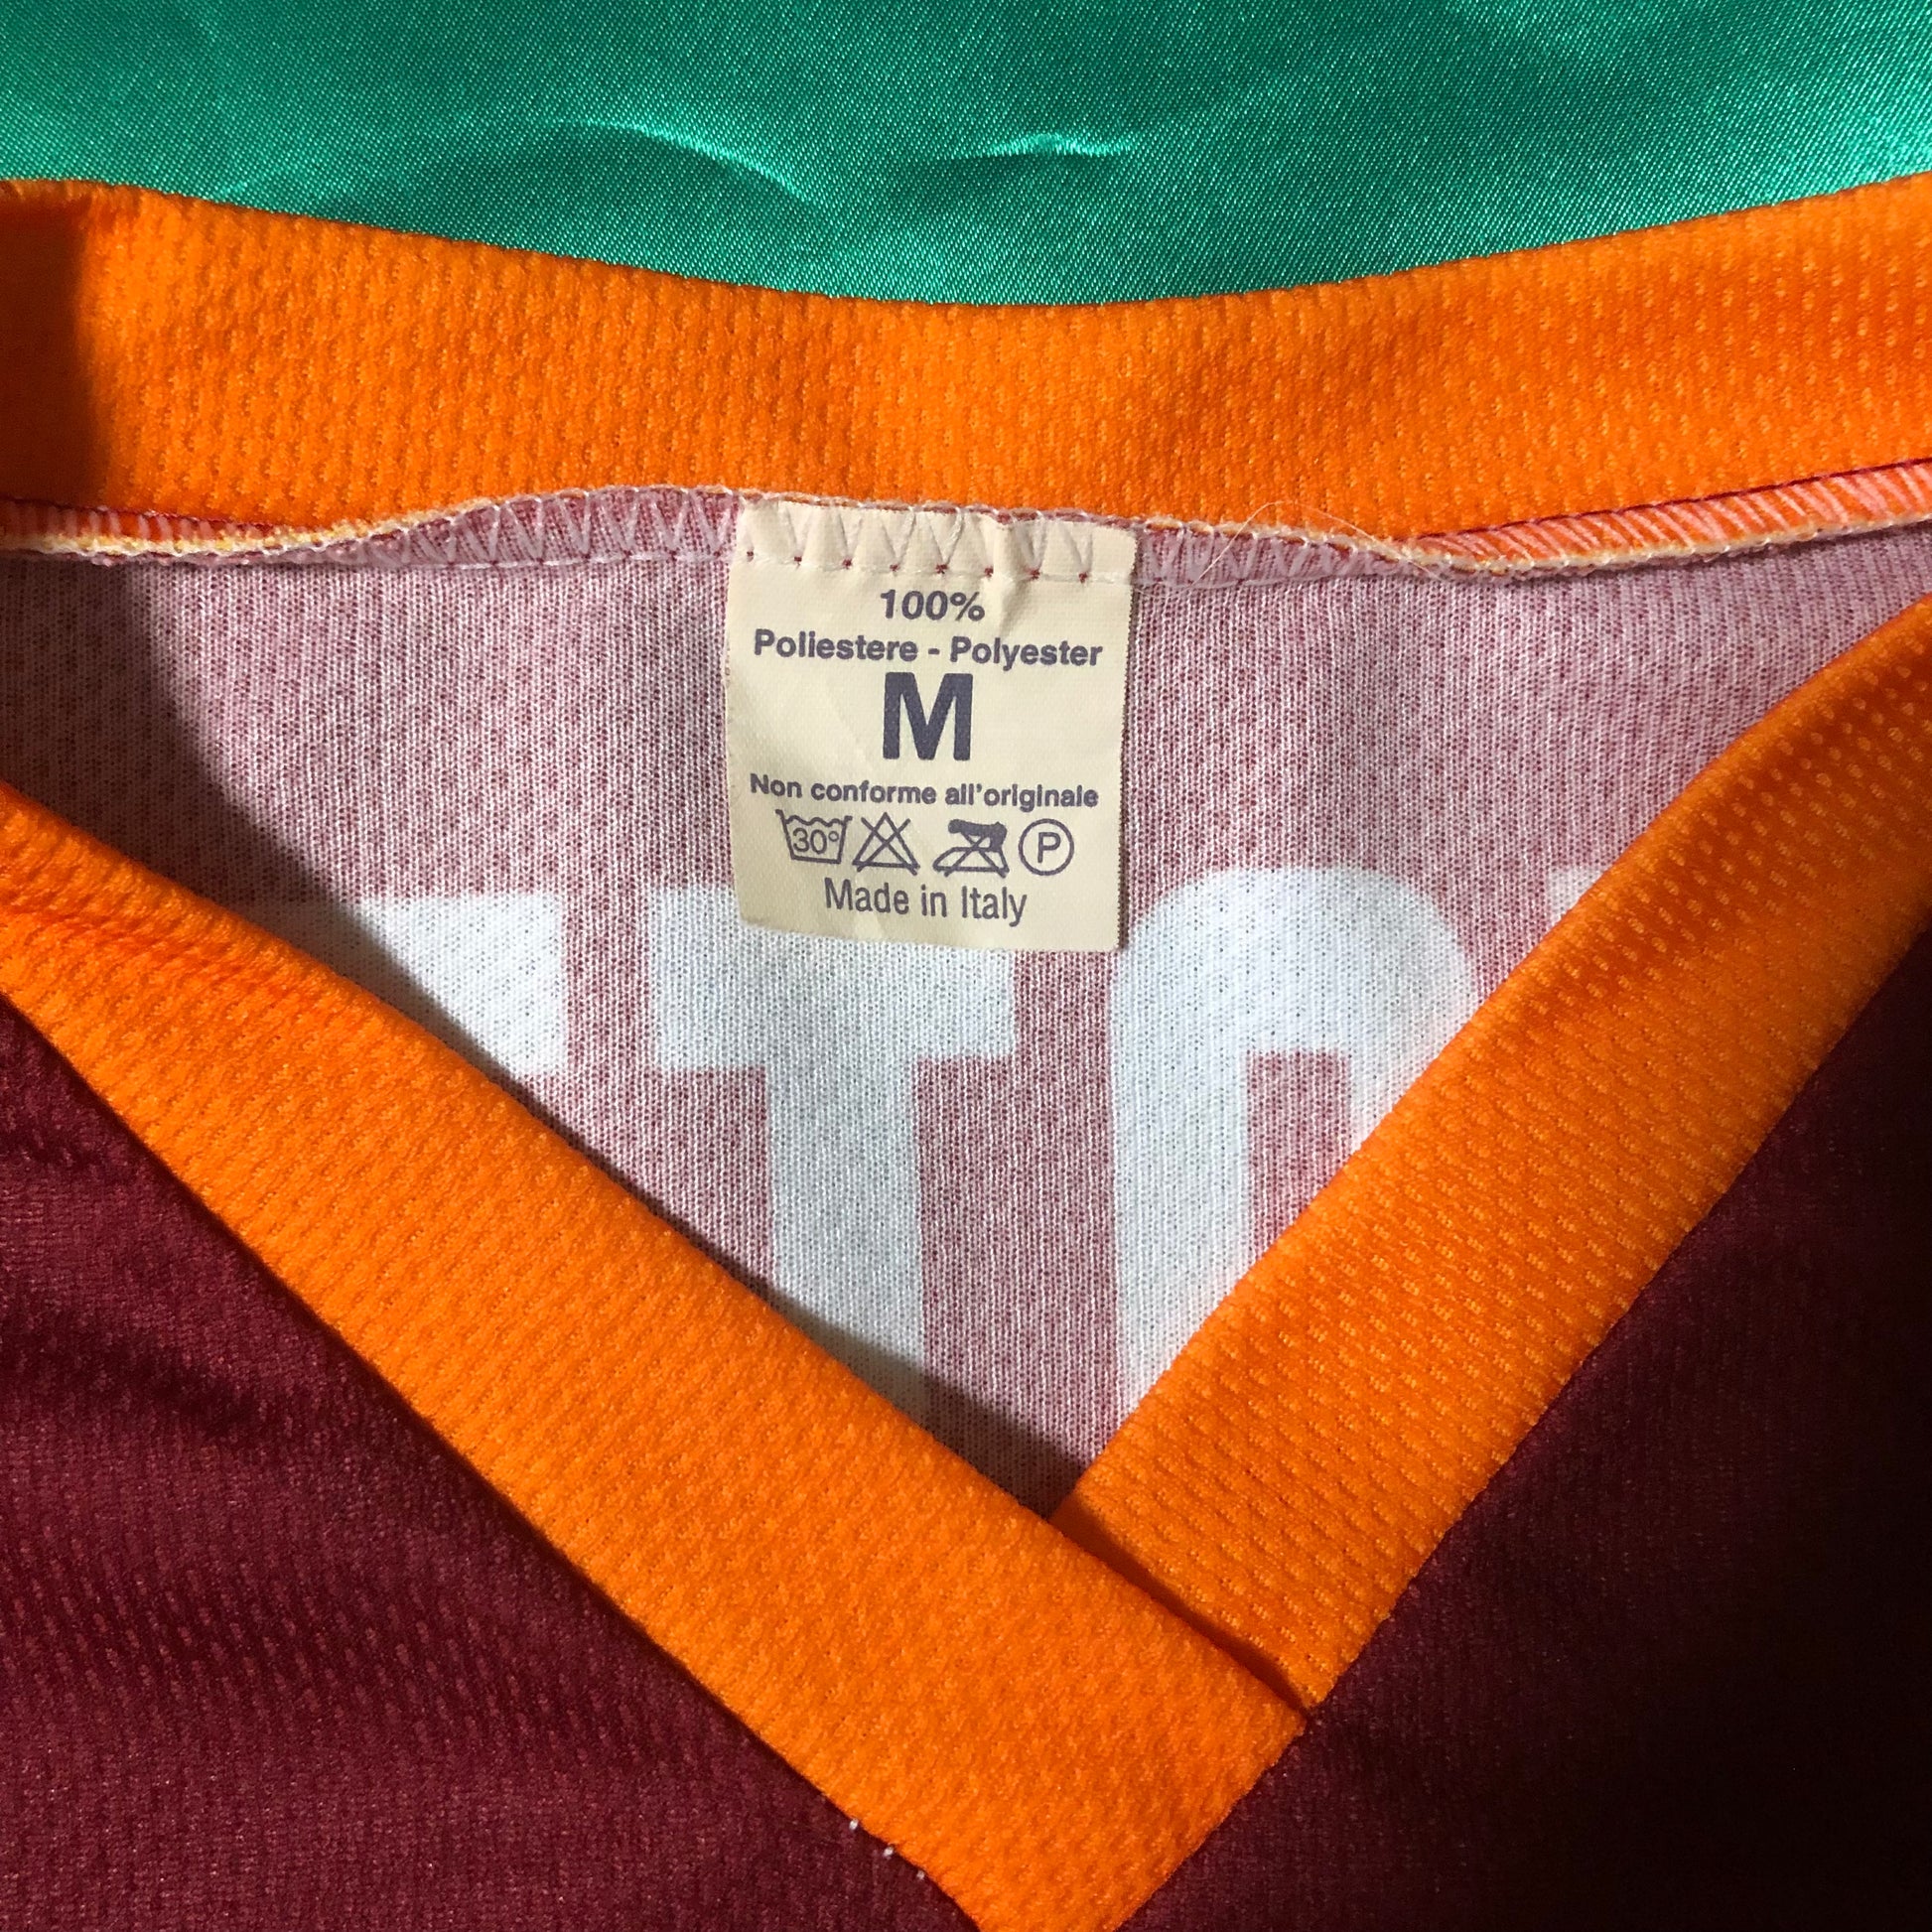 100%
Poliestere - Polyester
M
Non conforme all'originale
30° P
Made in Italy